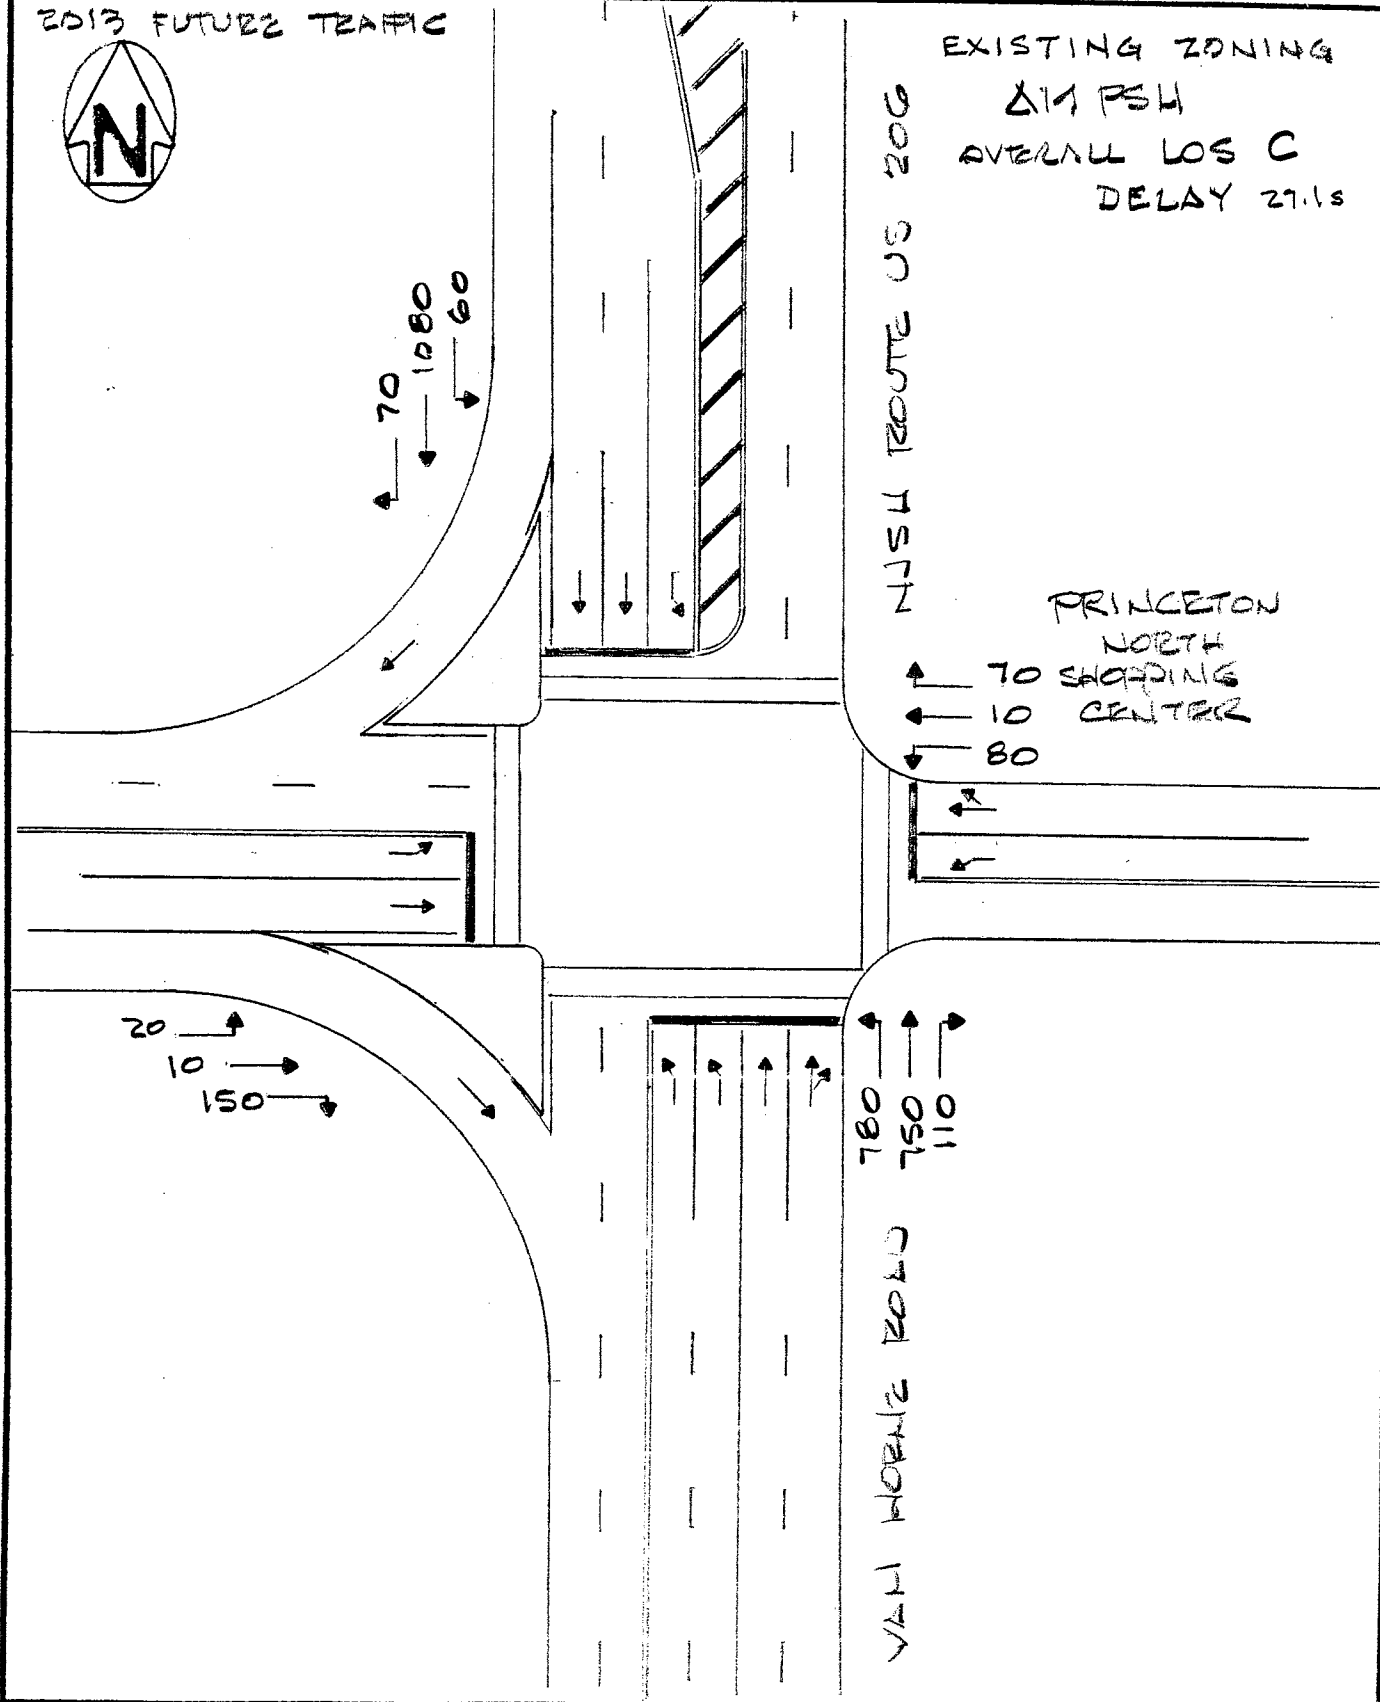 2013 FUTURE TRAFFIC
N
EXISTING ZONING
AM PSH
OVERALL LOS C
DELAY 29.1s
NJSH ROUTE US 206
70
1080
60
PRINCETON
NORTH
SHOPPING
CENTER
70
10
80
20
10
150
780
750
110
VAN HORNE ROAD